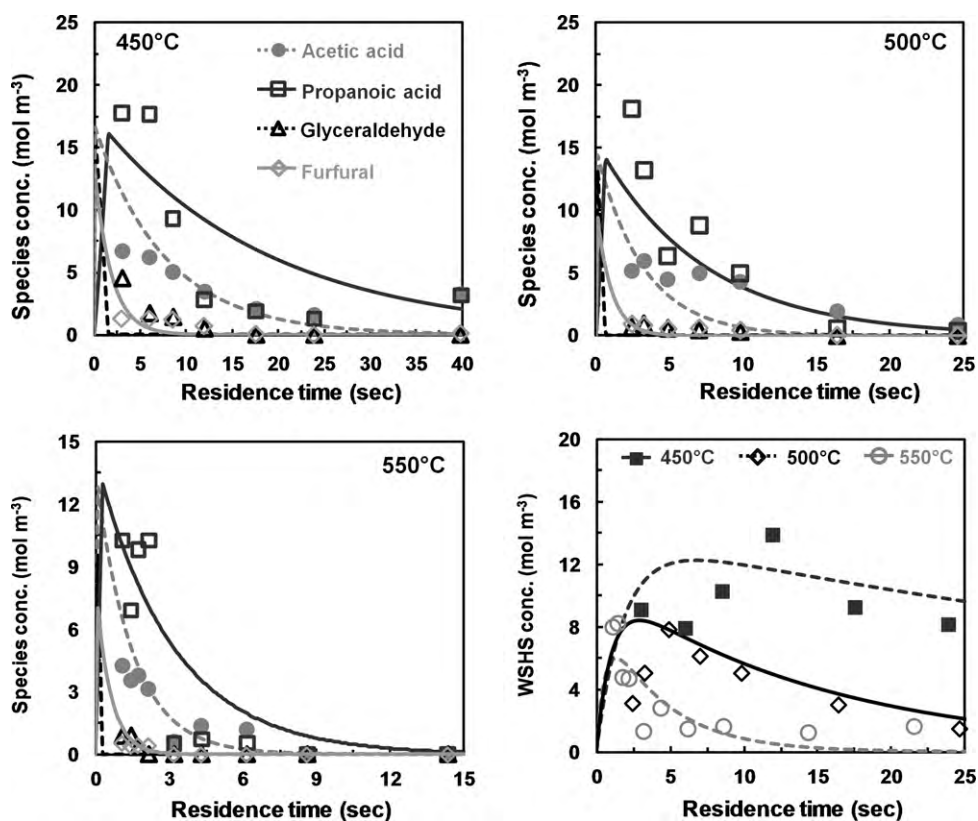 25
20
15
10
5
0
Species conc. (mol m⁻³)
450°C
Acetic acid
Propanoic acid
Glyceraldehyde
Furfural
0 5 10 15 20 25 30 35 40
Residence time (sec)
25
20
15
10
5
0
Species conc. (mol m⁻³)
500°C
0 5 10 15 20 25
Residence time (sec)
15
12
9
6
3
0
Species conc. (mol m⁻³)
550°C
0 3 6 9 12 15
Residence time (sec)
20
16
12
8
4
0
WSHS conc. (mol m⁻³)
450°C 500°C 550°C
0 5 10 15 20 25
Residence time (sec)